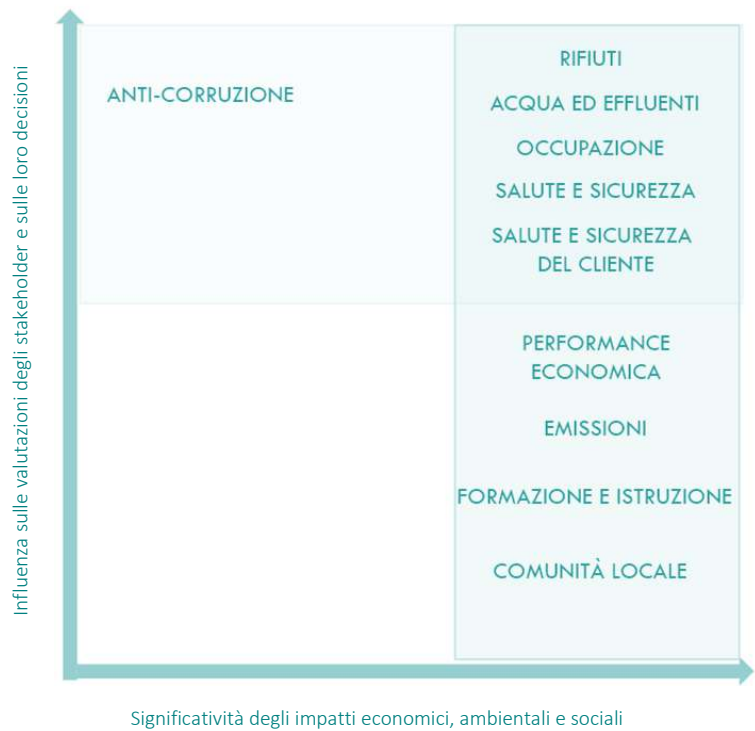 Influenza sulle valutazioni degli stakeholder e sulle loro decisioni
ANTI-CORRUZIONE
RIFIUTI
ACQUA ED EFFLUENTI
OCCUPAZIONE
SALUTE E SICUREZZA
SALUTE E SICUREZZA
DEL CLIENTE
PERFORMANCE
ECONOMICA
EMISSIONI
FORMAZIONE E ISTRUZIONE
COMUNITÀ LOCALE
Significatività degli impatti economici, ambientali e sociali